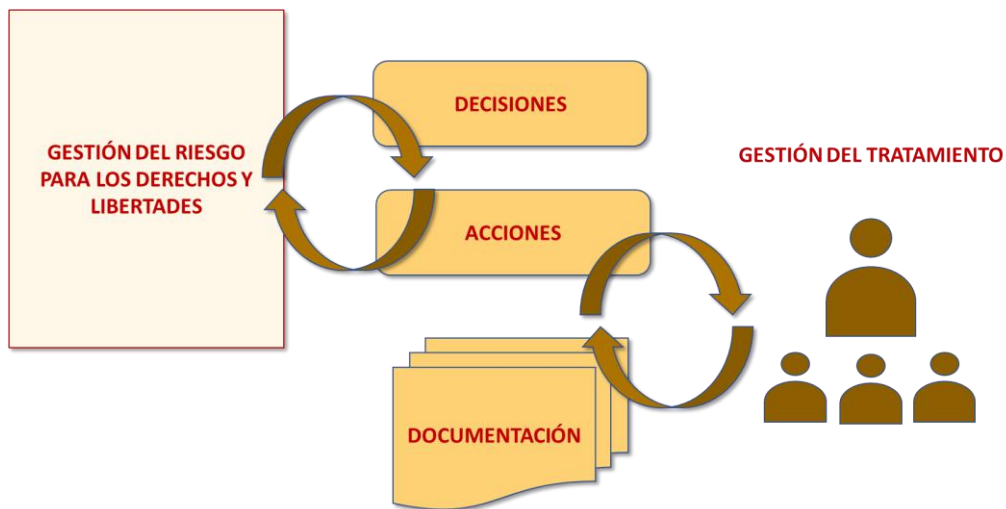 GESTIÓN DEL RIESGO
PARA LOS DERECHOS Y
LIBERTADES
DECISIONES
ACCIONES
DOCUMENTACIÓN
GESTIÓN DEL TRATAMIENTO